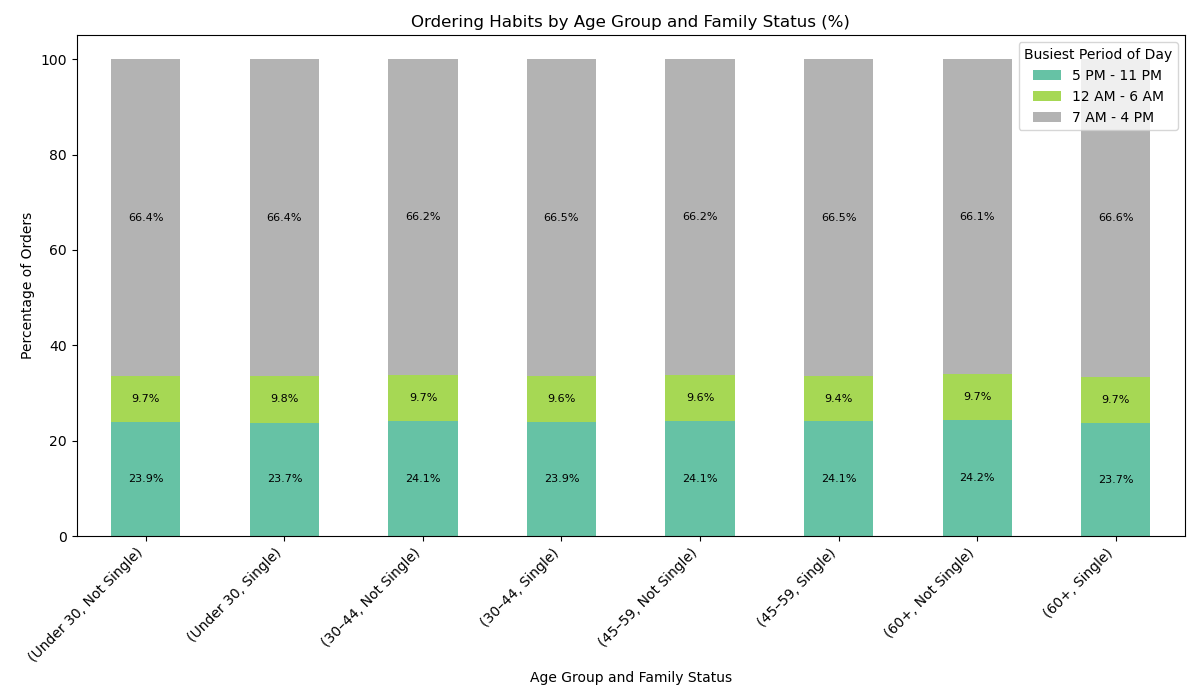 Ordering Habits by Age Group and Family Status (%)
Busiest Period of Day
5 PM - 11 PM
12 AM - 6 AM
7 AM - 4 PM
Percentage of Orders
100
80
60
40
20
0
66.4% 66.4% 66.2% 66.5% 66.2% 66.5% 66.1% 66.6%
9.7% 9.8% 9.7% 9.6% 9.6% 9.4% 9.7% 9.7%
23.9% 23.7% 24.1% 23.9% 24.1% 24.1% 24.2% 23.7%
(Under 30, Not Single)
(Under 30, Single)
(30–44, Not Single)
(30–44, Single)
(45–59, Not Single)
(45–59, Single)
(60+, Not Single)
(60+, Single)
Age Group and Family Status